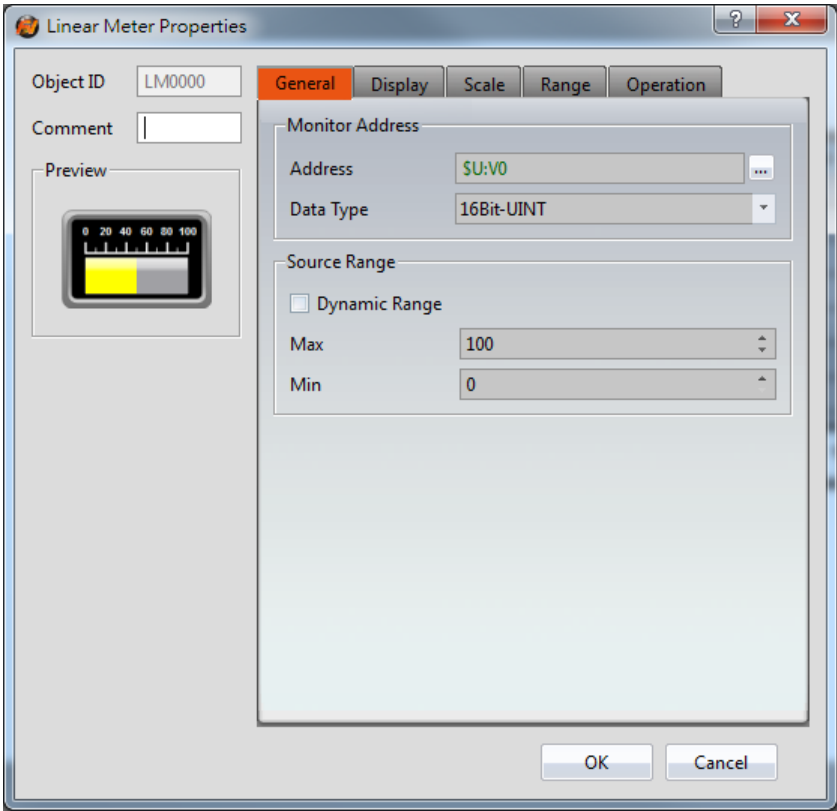 Linear Meter Properties
?
X
Object ID LM0000
Comment
Preview
0 20 40 60 80 100
General Display Scale Range Operation
Monitor Address
Address $U:V0 ...
Data Type 16Bit-UINT
Source Range
Dynamic Range
Max 100
Min 0
OK Cancel